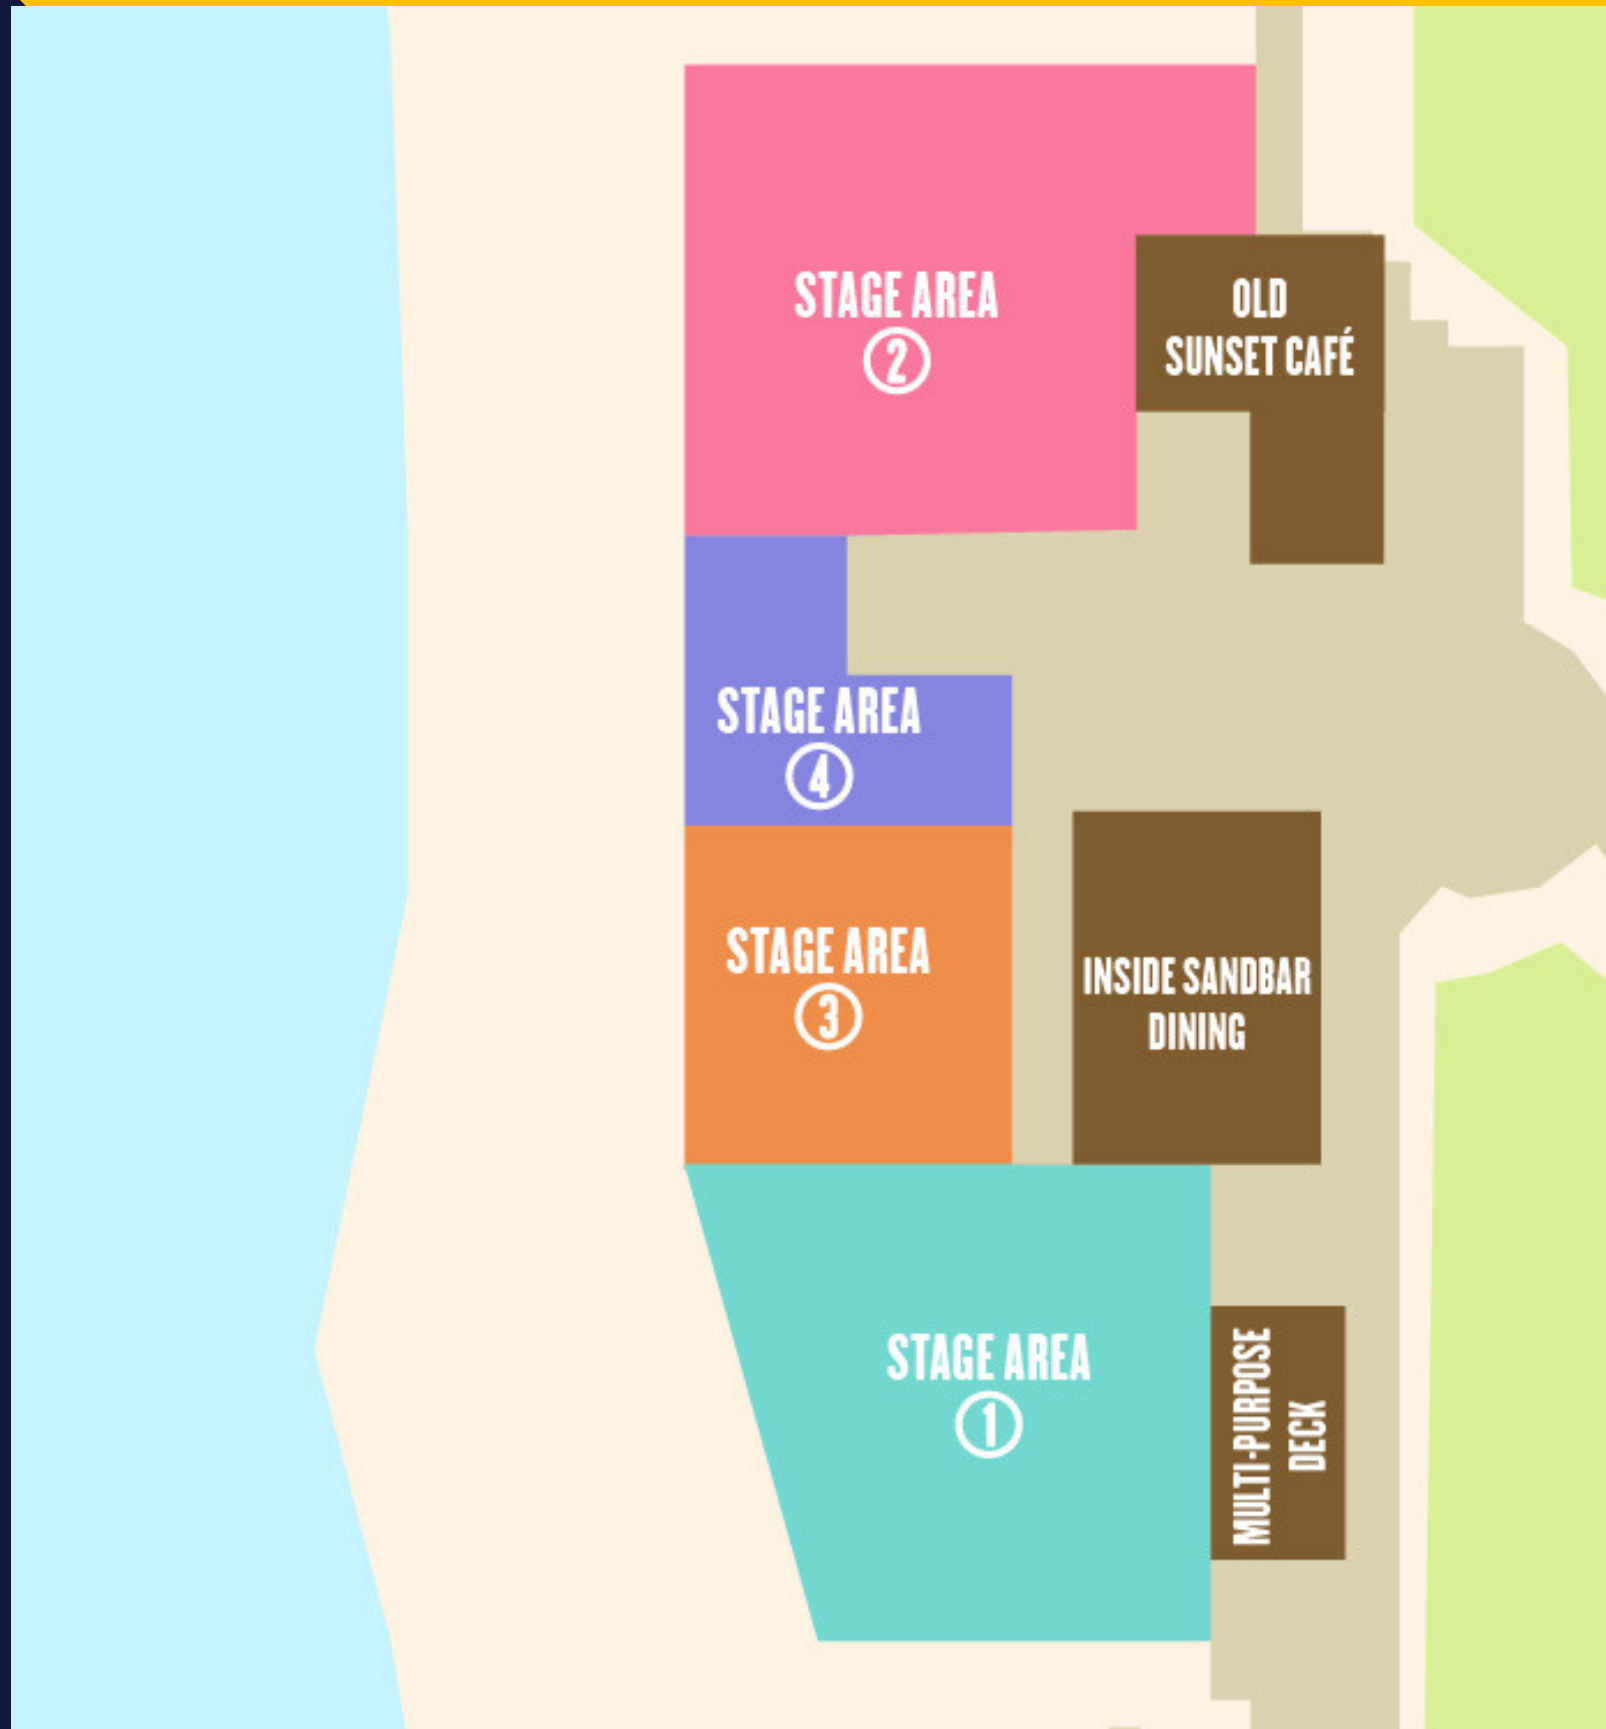 STAGE AREA
2
OLD
SUNSET CAFÉ
STAGE AREA
4
STAGE AREA
3
INSIDE SANDBAR
DINING
STAGE AREA
1
MULTI-PURPOSE
DECK